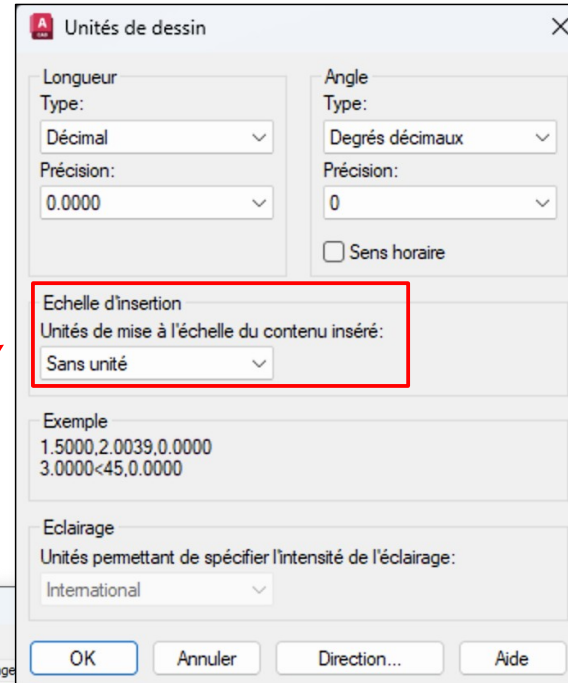 Unités de dessin
Longueur
Type:
Décimal
Précision:
0.0000
Angle
Type:
Degrés décimaux
Précision:
0
Sens horaire
Echelle d'insertion
Unités de mise à l'échelle du contenu inséré:
Sans unité
Exemple
1.5000,2.0039,0.0000
3.0000<45,0.0000
Eclairage
Unités permettant de spécifier l'intensité de l'éclairage:
International
OK
Annuler
Direction...
Aide